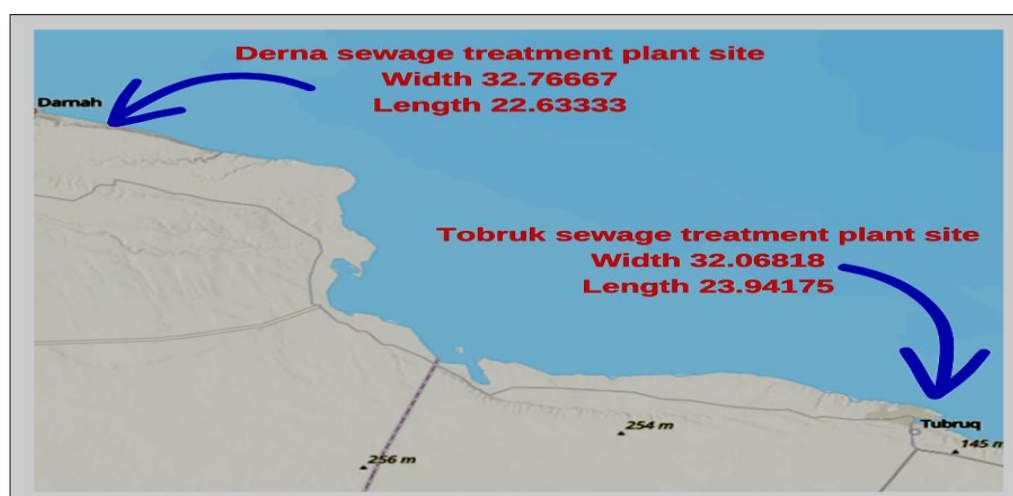 Derna sewage treatment plant site
Width 32.76667
Length 22.63333
Darnah
Tobruk sewage treatment plant site
Width 32.06818
Length 23.94175
Tubruq
254 m
145 m
256 m